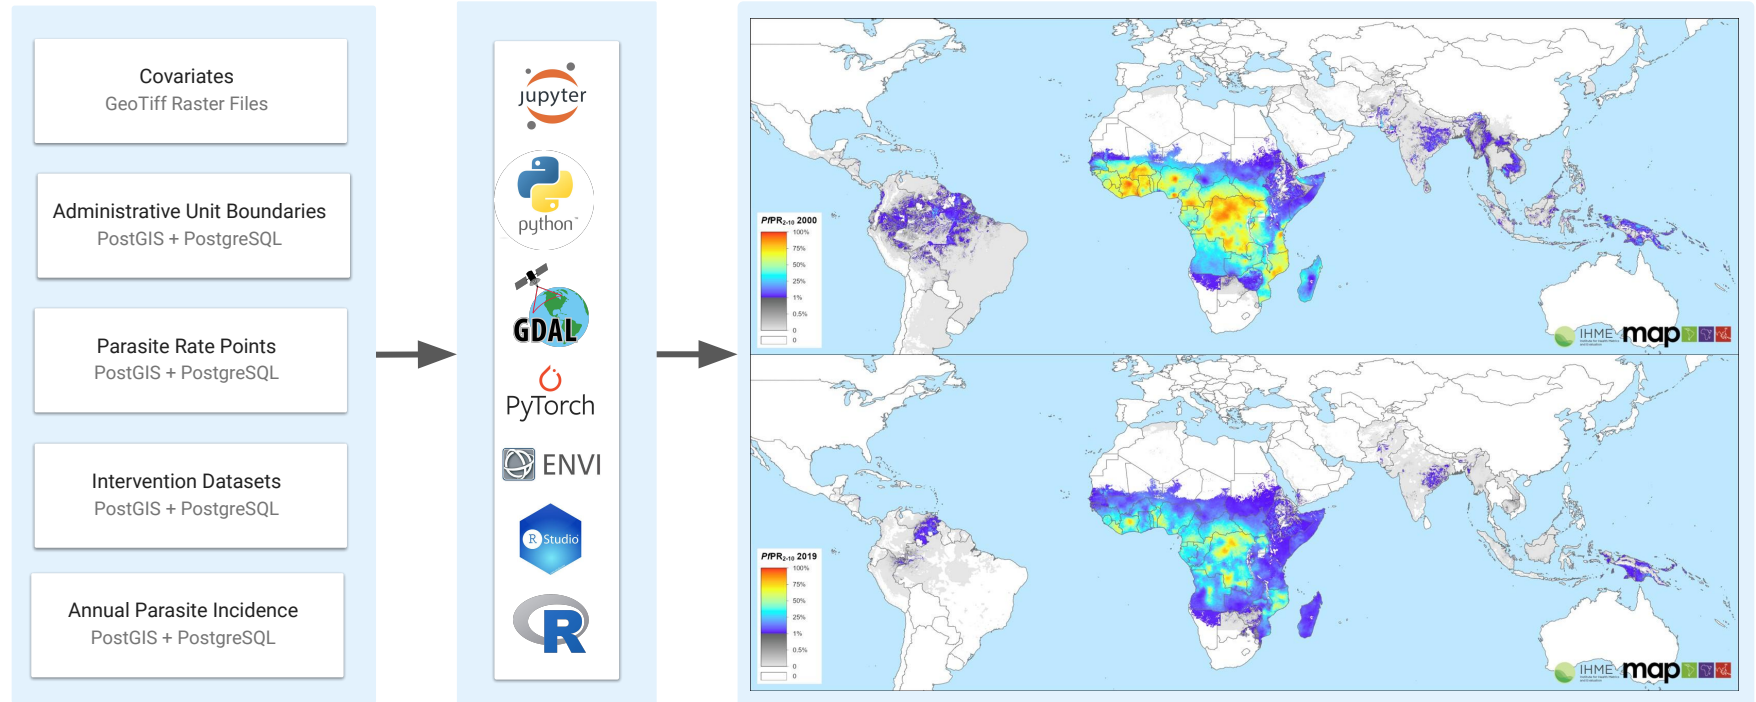 Covariates
GeoTiff Raster Files
Administrative Unit Boundaries
PostGIS + PostgreSQL
Parasite Rate Points
PostGIS + PostgreSQL
Intervention Datasets
PostGIS + PostgreSQL
Annual Parasite Incidence
PostGIS + PostgreSQL
jupyter
python
GDAL
PyTorch
ENVI
R Studio
R
PfPR2-10 2000
100%
75%
50%
25%
1%
0.5%
0
0
IHME map
PfPR2-10 2019
100%
75%
50%
25%
1%
0.5%
0
0
IHME map